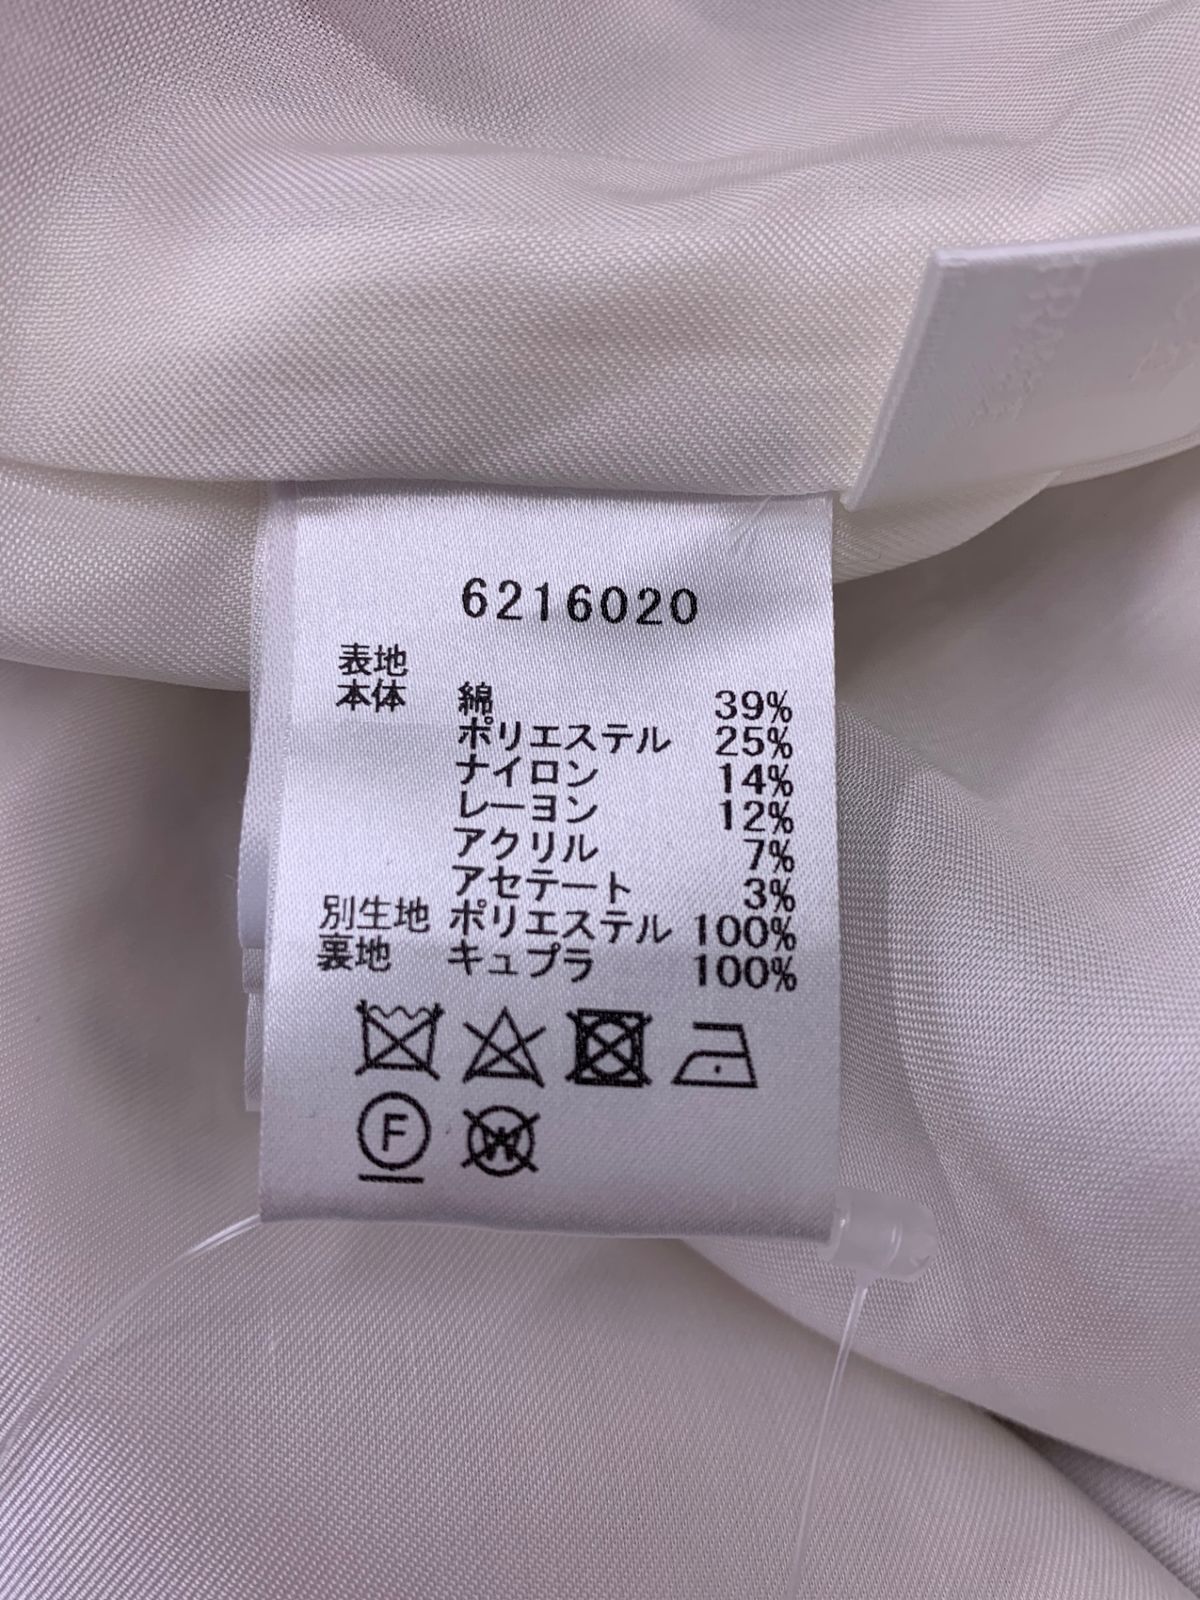 6216020
表地
本体 綿 39%
ポリエステル 25%
ナイロン 14%
レーヨン 12%
アクリル 7%
アセテート 3%
別生地 ポリエステル 100%
裏地 キュプラ 100%
F
W